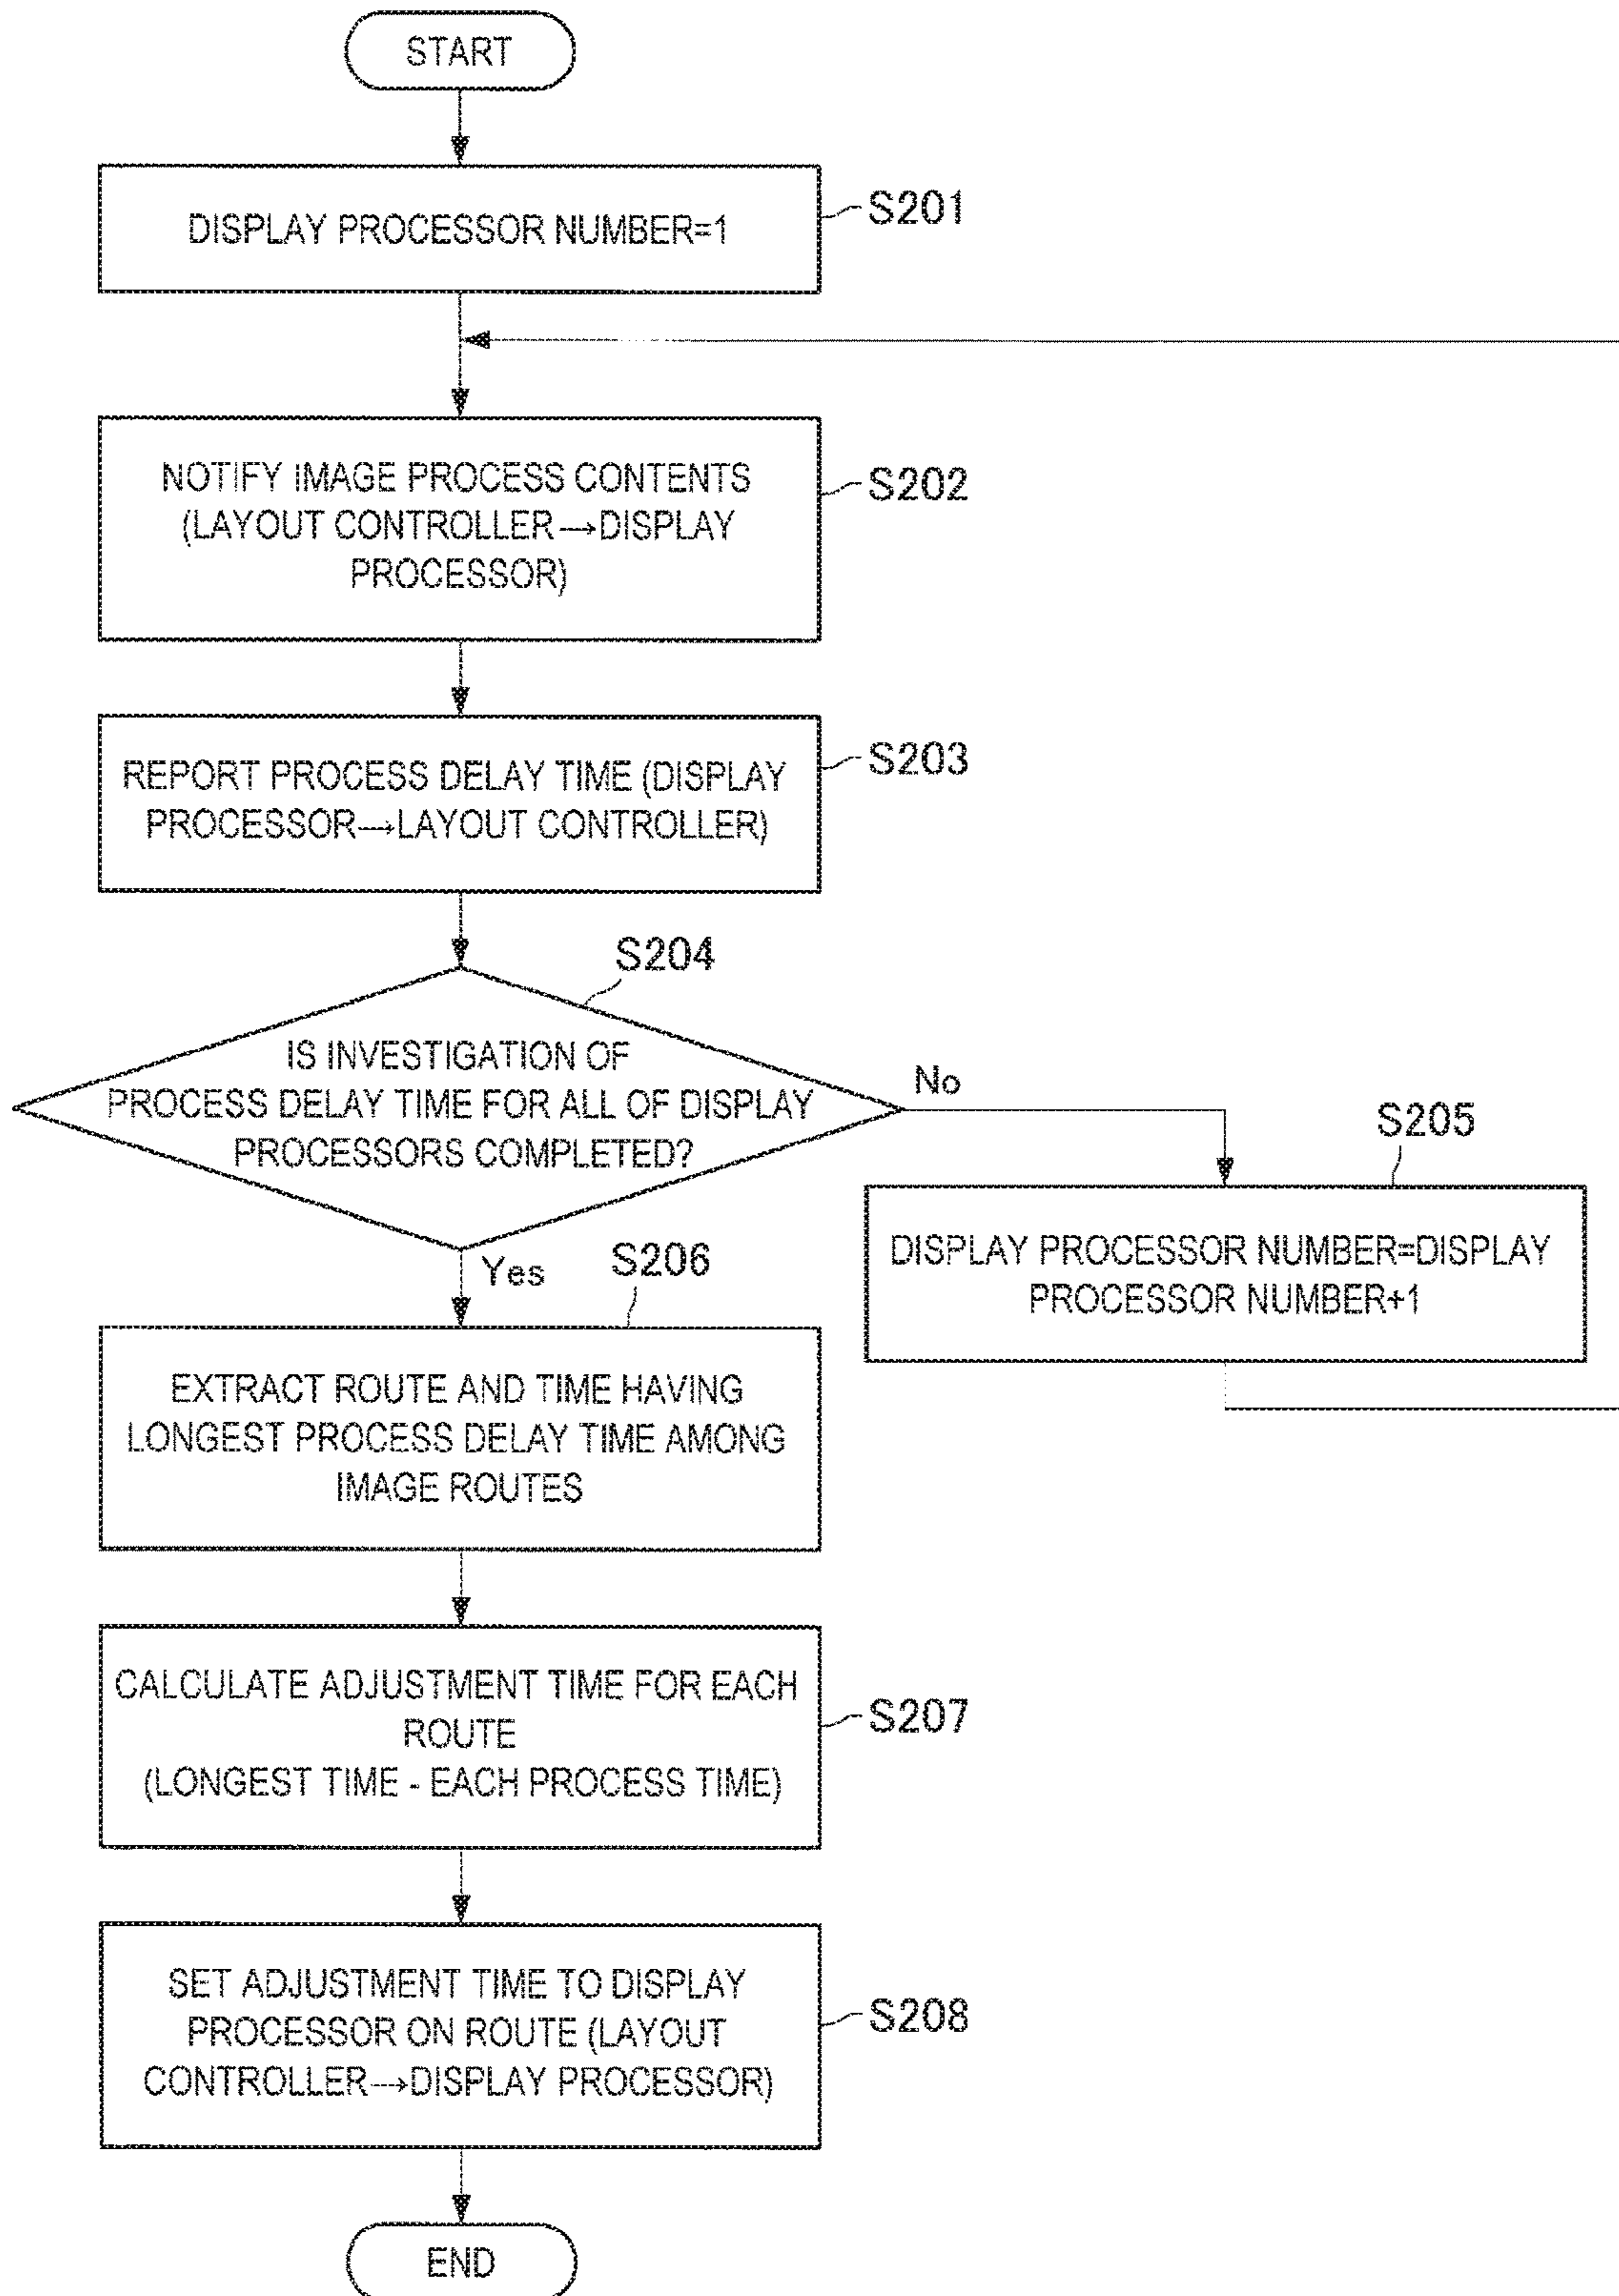 START
DISPLAY PROCESSOR NUMBER=1
S201
NOTIFY IMAGE PROCESS CONTENTS
(LAYOUT CONTROLLER→DISPLAY
PROCESSOR)
S202
REPORT PROCESS DELAY TIME (DISPLAY
PROCESSOR→LAYOUT CONTROLLER)
S203
S204
IS INVESTIGATION OF
PROCESS DELAY TIME FOR ALL OF DISPLAY
PROCESSORS COMPLETED?
No
S205
DISPLAY PROCESSOR NUMBER=DISPLAY
PROCESSOR NUMBER+1
Yes
S206
EXTRACT ROUTE AND TIME HAVING
LONGEST PROCESS DELAY TIME AMONG
IMAGE ROUTES
CALCULATE ADJUSTMENT TIME FOR EACH
ROUTE
(LONGEST TIME - EACH PROCESS TIME)
S207
SET ADJUSTMENT TIME TO DISPLAY
PROCESSOR ON ROUTE (LAYOUT
CONTROLLER→DISPLAY PROCESSOR)
S208
END